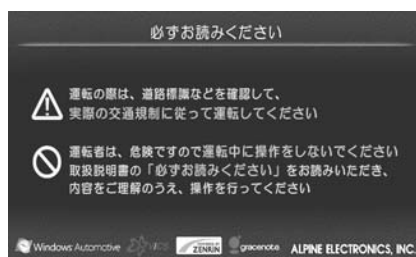 必ずお読みください
運転の際は、道路標識などを確認して、
実際の交通規制に従って運転してください
運転者は、危険ですので運転中に操作をしないでください
取扱説明書の「必ずお読みください」をお読みいただき、
内容をご理解のうえ、操作を行ってください
Windows Automotive ZENRIN gracenote ALPINE ELECTRONICS, INC.